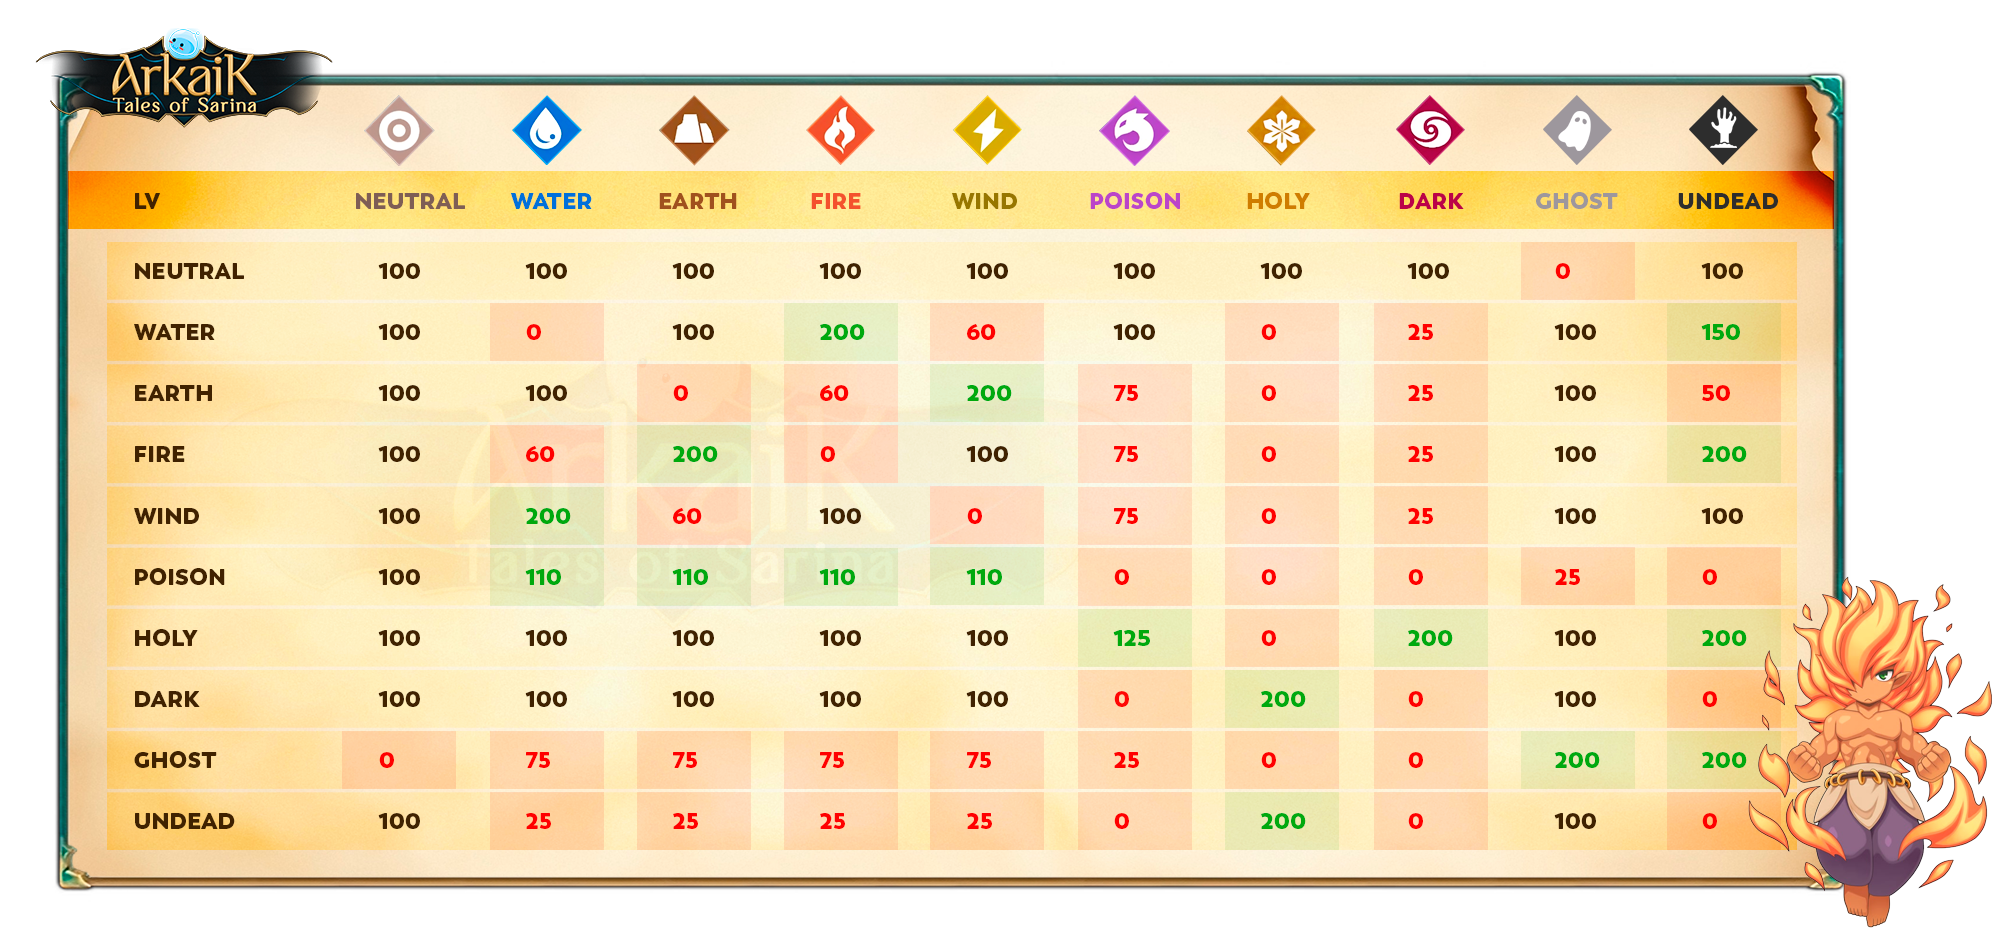 ArkaiK
Tales of Sarina
LV NEUTRAL WATER EARTH FIRE WIND POISON HOLY DARK GHOST UNDEAD
NEUTRAL 100 100 100 100 100 100 100 100 0 100
WATER 100 0 100 200 60 100 0 25 100 150
EARTH 100 100 0 60 200 75 0 25 100 50
FIRE 100 60 200 0 100 75 0 25 100 200
WIND 100 200 60 100 0 75 0 25 100 100
POISON 100 110 110 110 110 0 0 0 25 0
HOLY 100 100 100 100 100 125 0 200 100 200
DARK 100 100 100 100 100 0 200 0 100 0
GHOST 0 75 75 75 75 25 0 0 200 200
UNDEAD 100 25 25 25 25 0 200 0 100 0
ArkaiK
Tales of Sarina